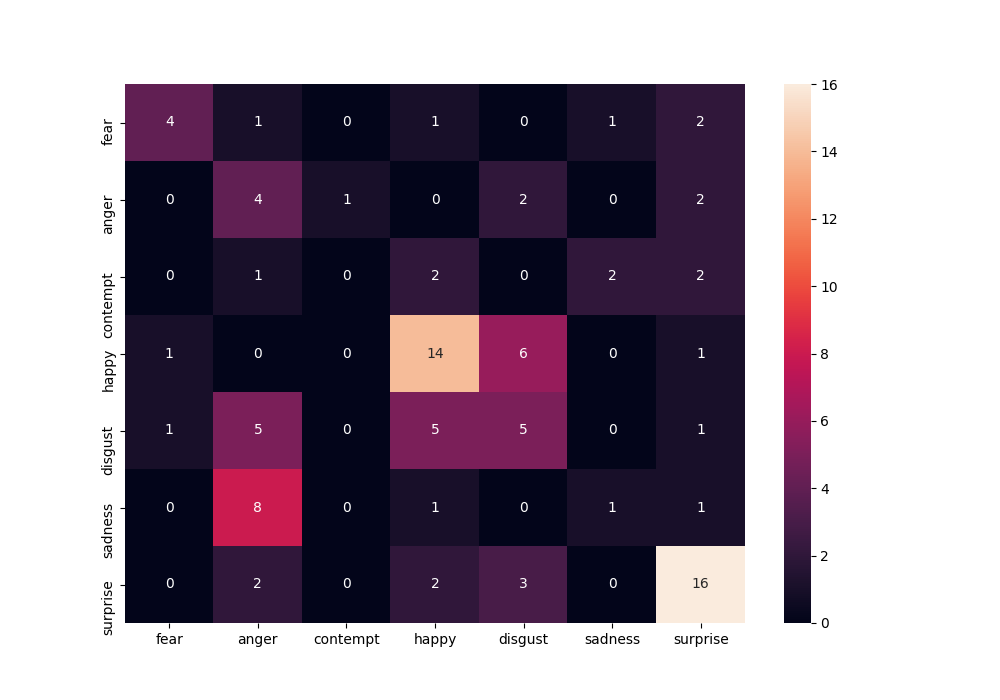 fear 4 1 0 1 0 1 2
anger 0 4 1 0 2 0 2
contempt 0 1 0 2 0 2 2
happy 1 0 0 14 6 0 1
disgust 1 5 0 5 5 0 1
sadness 0 8 0 1 0 1 1
surprise 0 2 0 2 3 0 16
fear anger contempt happy disgust sadness surprise
16
14
12
10
8
6
4
2
0